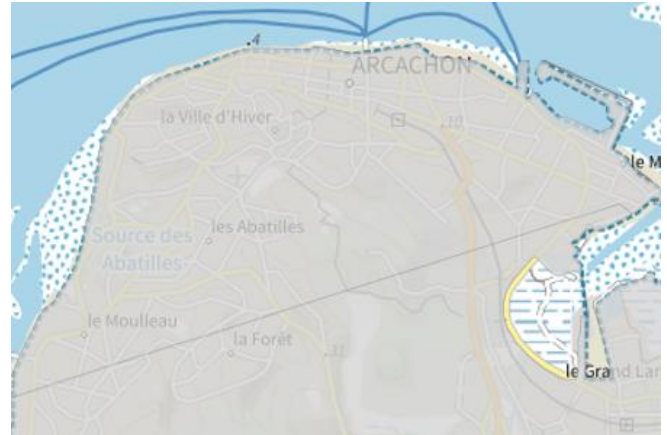 4
ARCACHON
la Ville d'Hiver
10
le M
les Abatilles
Source des
Abatilles
le Moulleau
la Forêt
31
le Grand Lar